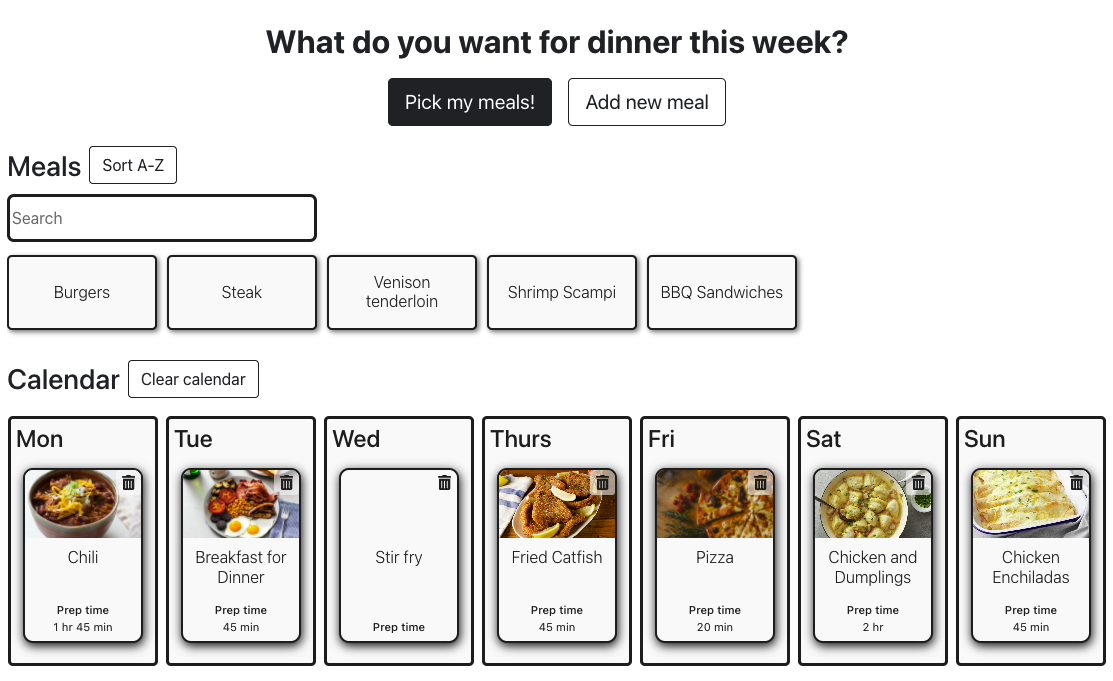 What do you want for dinner this week?
Pick my meals! Add new meal
Meals Sort A-Z
Search
Burgers
Steak
Venison
tenderloin
Shrimp Scampi
BBQ Sandwiches
Calendar Clear calendar
Mon
Chili
Prep time
1 hr 45 min
Tue
Breakfast for
Dinner
Prep time
45 min
Wed
Stir fry
Prep time
Thurs
Fried Catfish
Prep time
45 min
Fri
Pizza
Prep time
20 min
Sat
Chicken and
Dumplings
Prep time
2 hr
Sun
Chicken
Enchiladas
Prep time
45 min